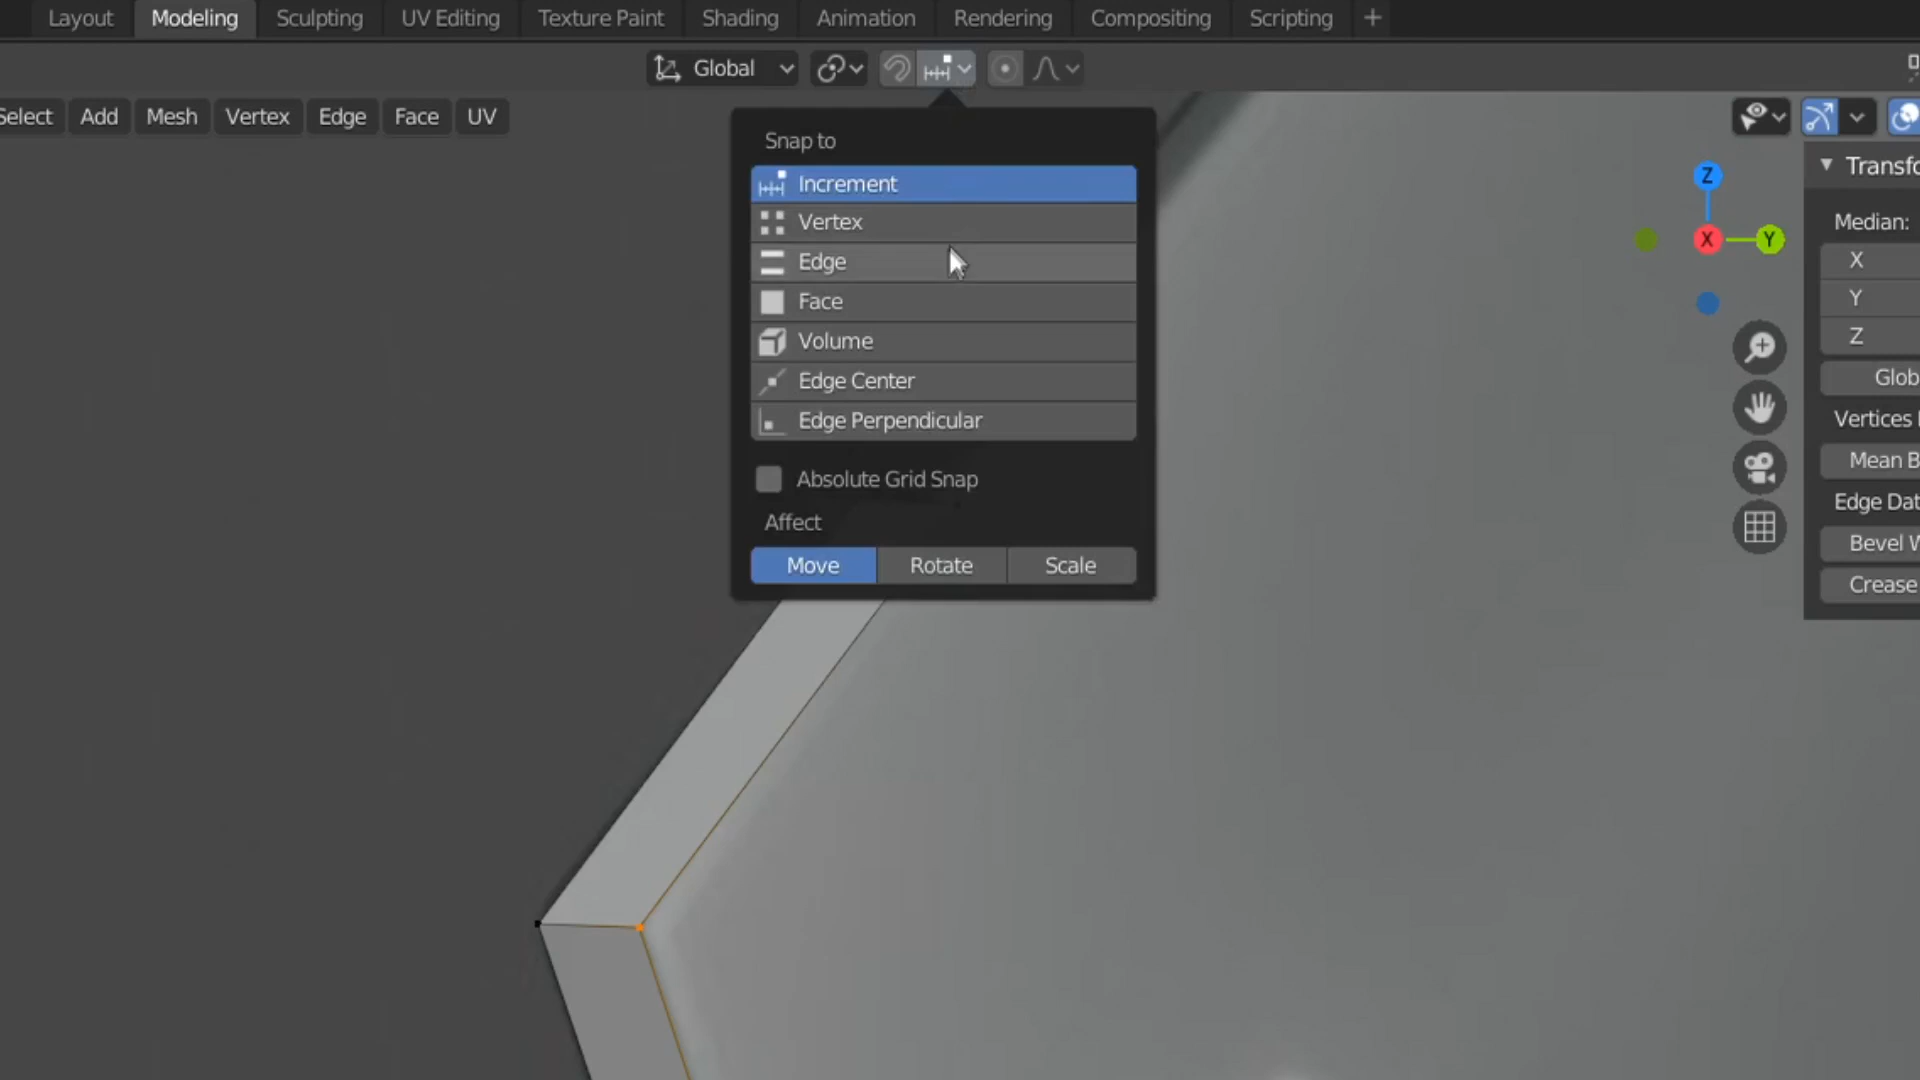 Layout Modeling Sculpting UV Editing Texture Paint Shading Animation Rendering Compositing Scripting +
Global
Select Add Mesh Vertex Edge Face UV
Snap to
Increment
Vertex
Edge
Face
Volume
Edge Center
Edge Perpendicular
Absolute Grid Snap
Affect
Move Rotate Scale
Z
X
Y
Transfo
Median:
X
Y
Z
Glob
Vertices
Mean B
Edge Dat
Bevel W
Crease